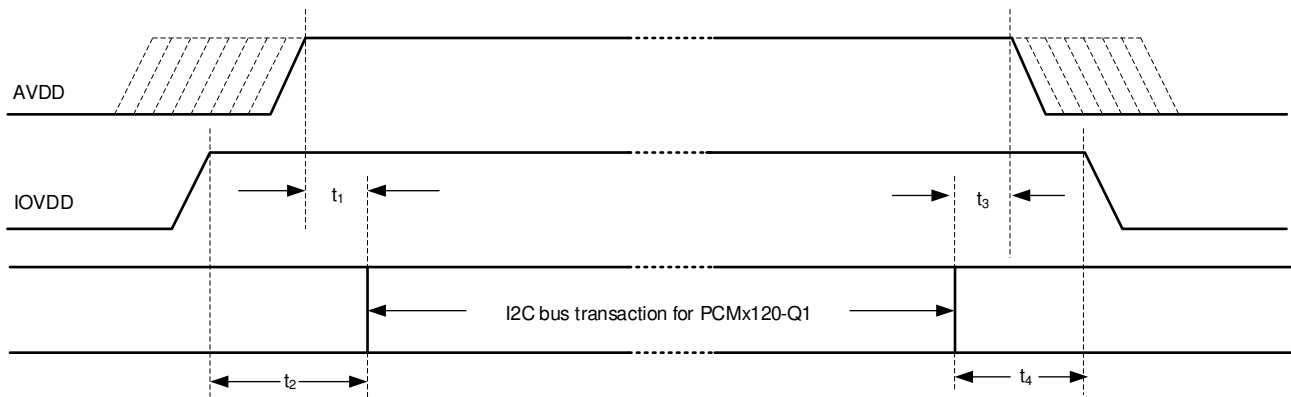 AVDD
IOVDD
t1
t3
I2C bus transaction for PCMx120-Q1
t2
t4